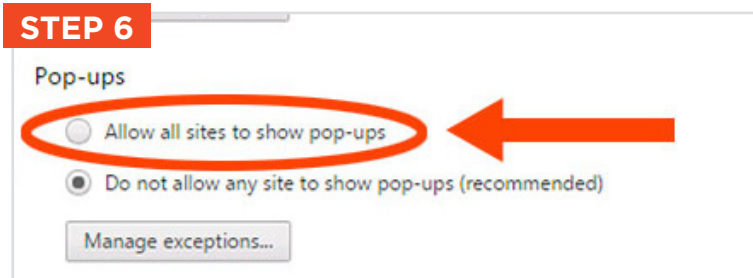 STEP 6
Pop-ups
Allow all sites to show pop-ups
Do not allow any site to show pop-ups (recommended)
Manage exceptions...